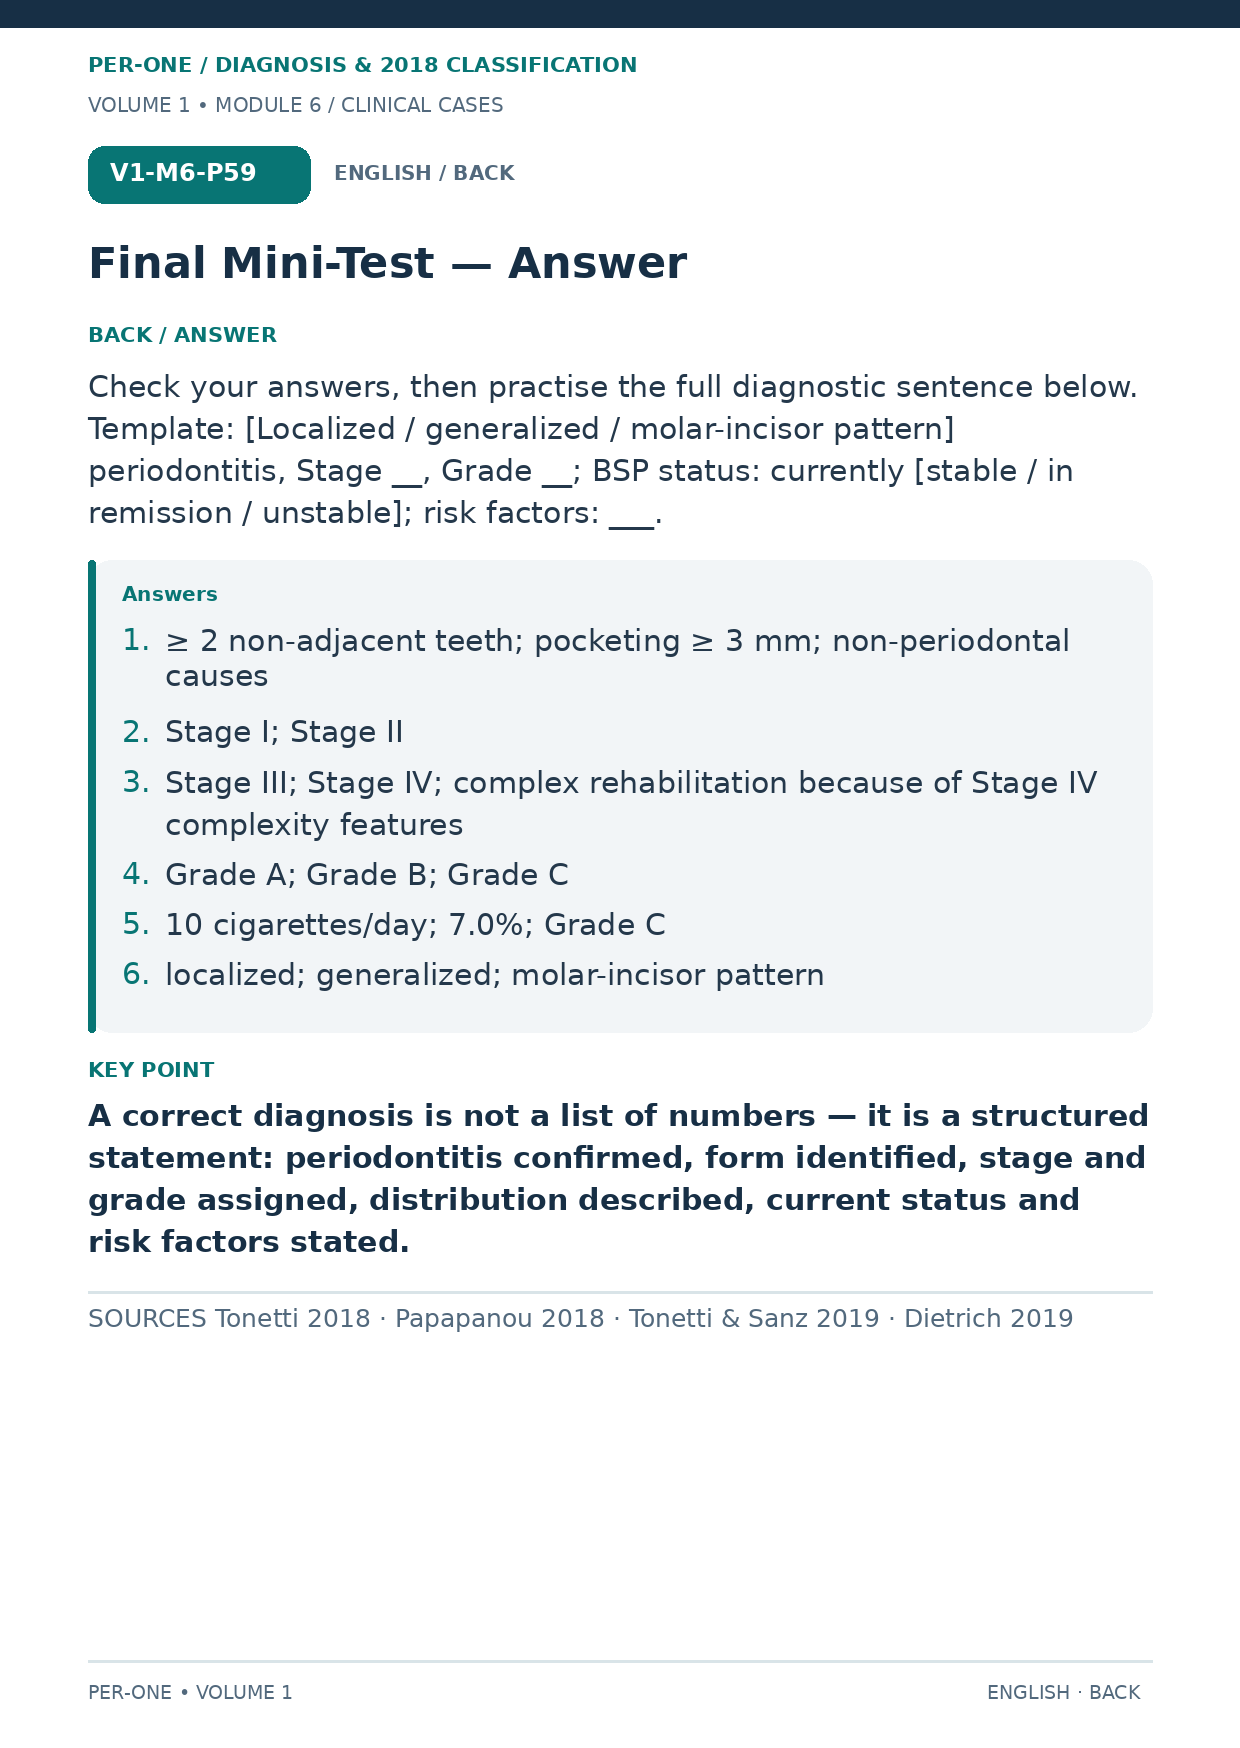 PER-ONE / DIAGNOSIS & 2018 CLASSIFICATION
VOLUME 1 • MODULE 6 / CLINICAL CASES
V1-M6-P59
ENGLISH / BACK
Final Mini-Test — Answer
BACK / ANSWER
Check your answers, then practise the full diagnostic sentence below.
Template: [Localized / generalized / molar-incisor pattern]
periodontitis, Stage __, Grade __; BSP status: currently [stable / in
remission / unstable]; risk factors: ___.
Answers
1. ≥ 2 non-adjacent teeth; pocketing ≥ 3 mm; non-periodontal
causes
2. Stage I; Stage II
3. Stage III; Stage IV; complex rehabilitation because of Stage IV
complexity features
4. Grade A; Grade B; Grade C
5. 10 cigarettes/day; 7.0%; Grade C
6. localized; generalized; molar-incisor pattern
KEY POINT
A correct diagnosis is not a list of numbers — it is a structured
statement: periodontitis confirmed, form identified, stage and
grade assigned, distribution described, current status and
risk factors stated.
SOURCES Tonetti 2018 · Papapanou 2018 · Tonetti & Sanz 2019 · Dietrich 2019
PER-ONE • VOLUME 1
ENGLISH · BACK